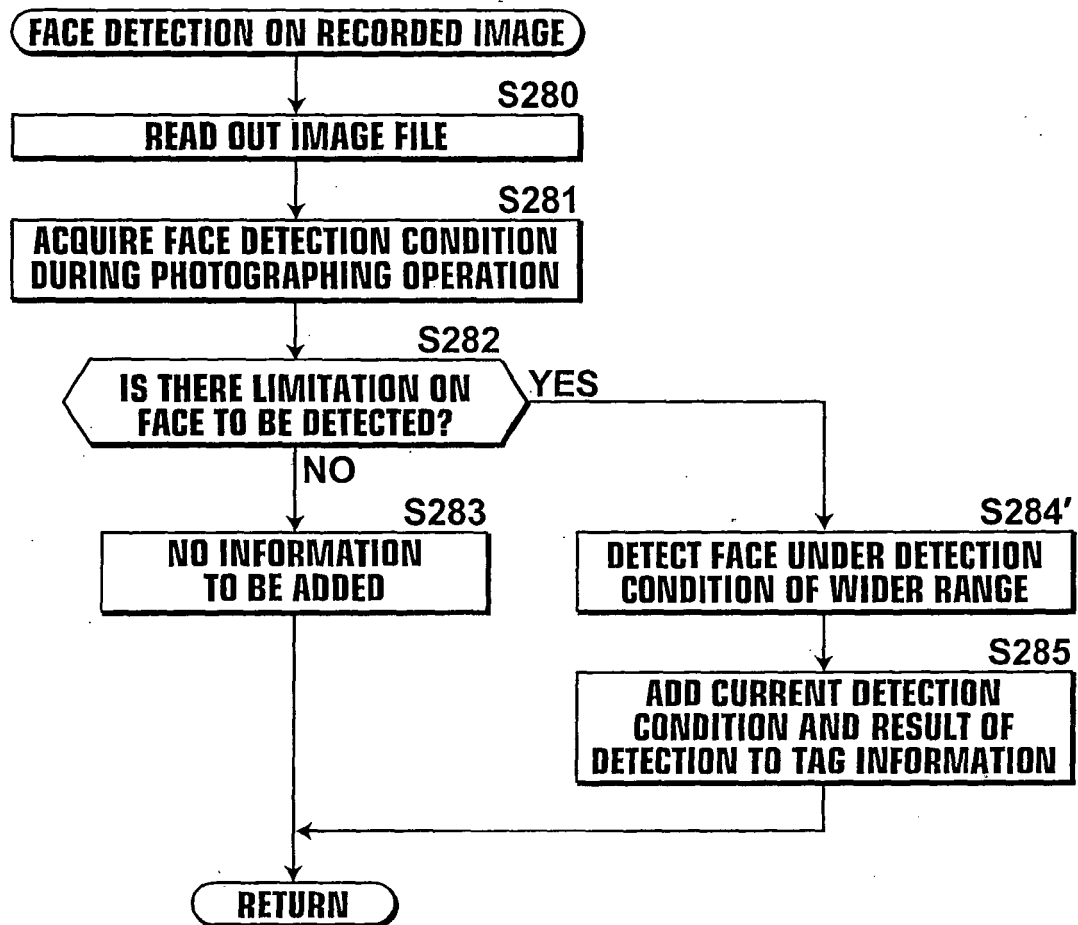 FACE DETECTION ON RECORDED IMAGE
S280
READ OUT IMAGE FILE
S281
ACQUIRE FACE DETECTION CONDITION
DURING PHOTOGRAPHING OPERATION
S282
IS THERE LIMITATION ON
FACE TO BE DETECTED?
YES
NO
S283
NO INFORMATION
TO BE ADDED
S284′
DETECT FACE UNDER DETECTION
CONDITION OF WIDER RANGE
S285
ADD CURRENT DETECTION
CONDITION AND RESULT OF
DETECTION TO TAG INFORMATION
RETURN